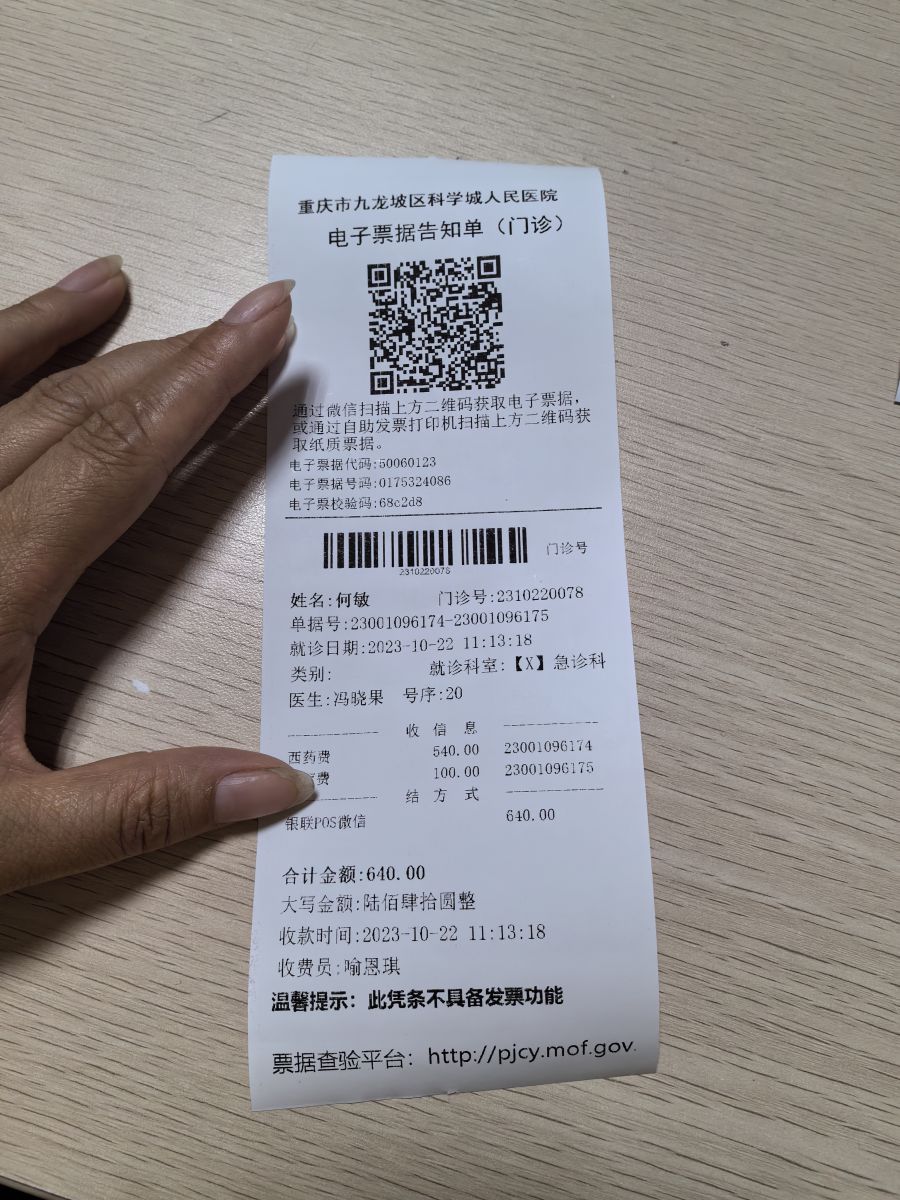 重庆市九龙坡区科学城人民医院
电子票据告知单（门诊）
通过微信扫描上方二维码获取电子票据，
或通过自助发票打印机扫描上方二维码获
取纸质票据。
电子票据代码:50060123
电子票据号码:0175324086
电子票校验码:68c2d8
2310220078
门诊号
姓名:何敏 门诊号:2310220078
单据号:23001096174-23001096175
就诊日期:2023-10-22 11:13:18
类别: 就诊科室:【X】急诊科
医生:冯晓果 号序:20
收 信 息
西药费 540.00 23001096174
费 100.00 23001096175
结 方 式
银联POS微信 640.00
合计金额:640.00
大写金额:陆佰肆拾圆整
收款时间:2023-10-22 11:13:18
收费员:喻恩琪
温馨提示：此凭条不具备发票功能
票据查验平台：http://pjcy.mof.gov.